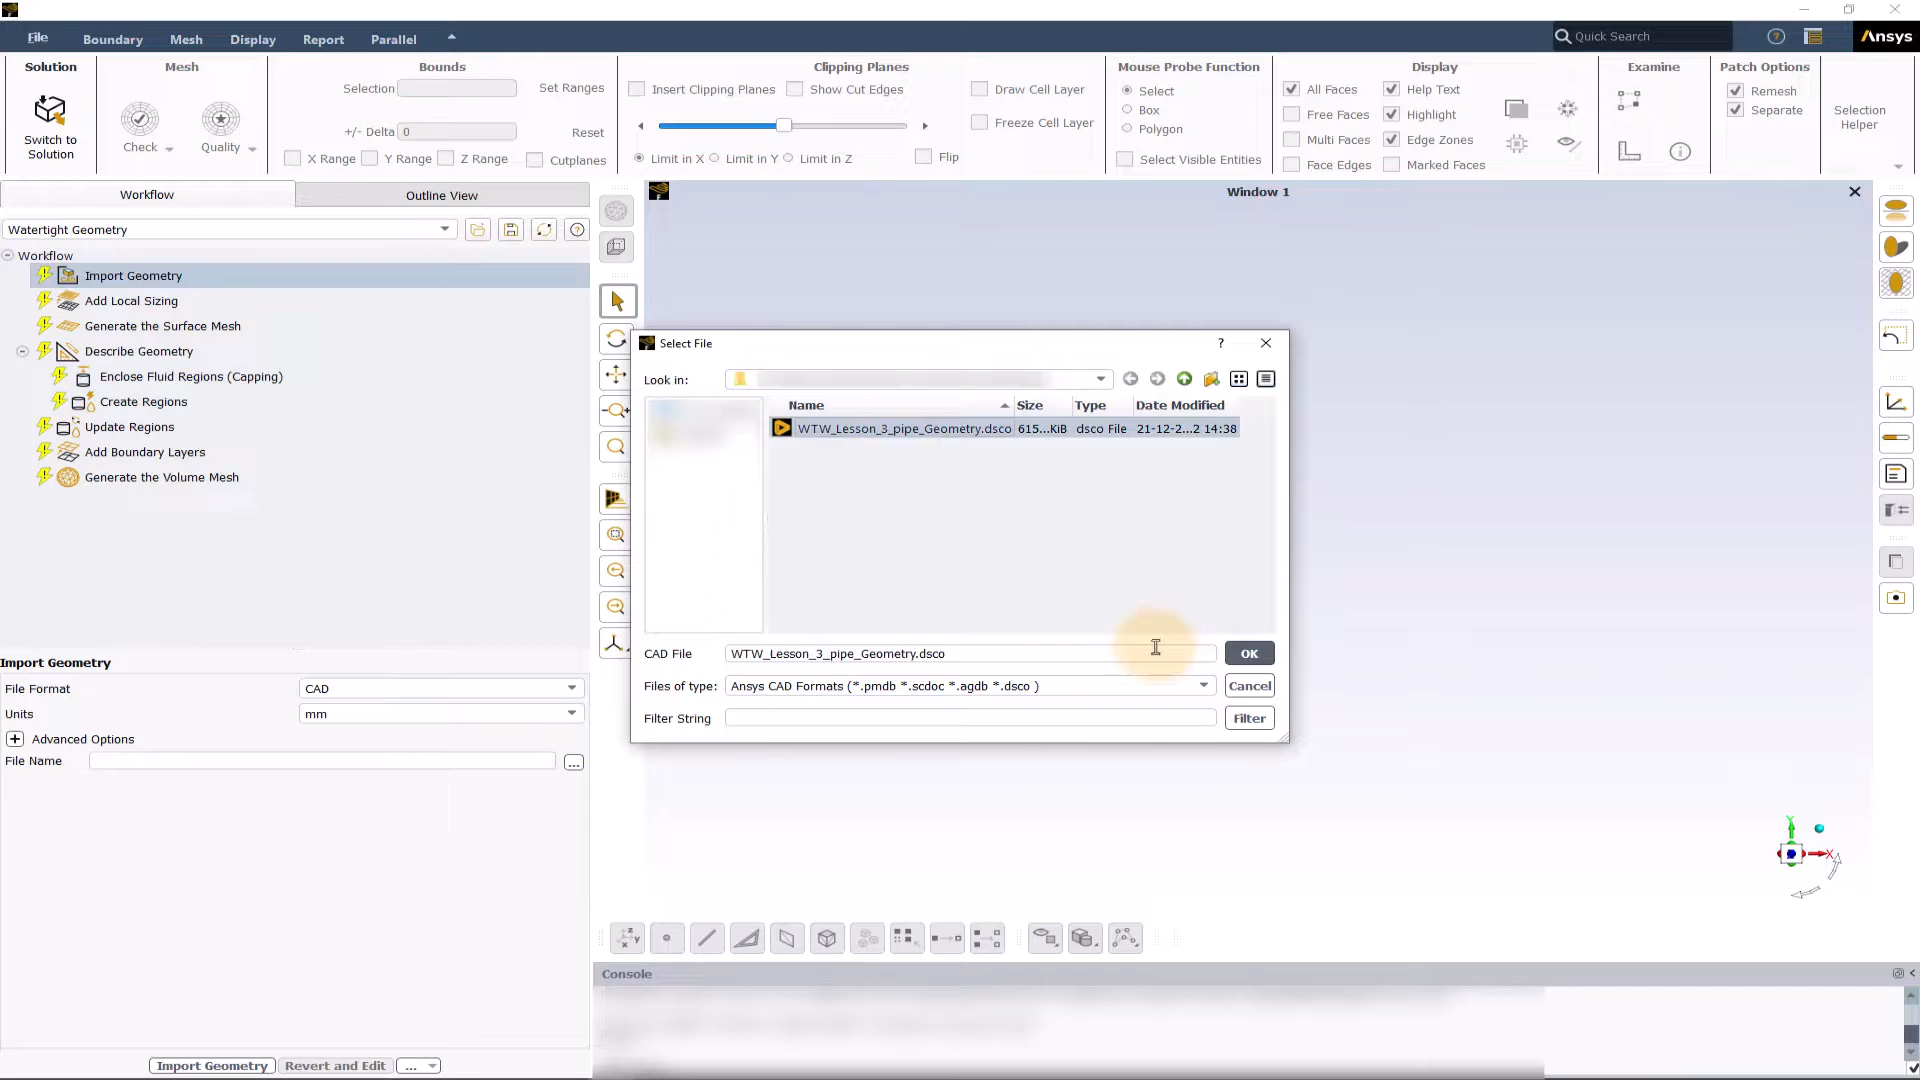 File
Boundary
Mesh
Display
Report
Parallel
Quick Search
Ansys
Solution
Mesh
Bounds
Clipping Planes
Mouse Probe Function
Display
Examine
Patch Options
Switch to
Solution
Check
Quality
Selection
Set Ranges
+/- Delta 0
Reset
X Range
Y Range
Z Range
Cutplanes
Insert Clipping Planes
Show Cut Edges
Draw Cell Layer
Freeze Cell Layer
Limit in X
Limit in Y
Limit in Z
Flip
Select
Box
Polygon
Select Visible Entities
All Faces
Free Faces
Multi Faces
Face Edges
Help Text
Highlight
Edge Zones
Marked Faces
Remesh
Separate
Selection
Helper
Workflow
Outline View
Window 1
Watertight Geometry
Workflow
Import Geometry
Add Local Sizing
Generate the Surface Mesh
Describe Geometry
Enclose Fluid Regions (Capping)
Create Regions
Update Regions
Add Boundary Layers
Generate the Volume Mesh
Import Geometry
File Format CAD
Units mm
Advanced Options
File Name ...
Import Geometry
Revert and Edit
...
Select File
?
Look in:
Name Size Type Date Modified
WTW_Lesson_3_pipe_Geometry.dsco 615...KiB dsco File 21-12-2...2 14:38
CAD File WTW_Lesson_3_pipe_Geometry.dsco OK
Files of type: Ansys CAD Formats (*.pmdb *.scdoc *.agdb *.dsco ) Cancel
Filter String Filter
Y
X
Console